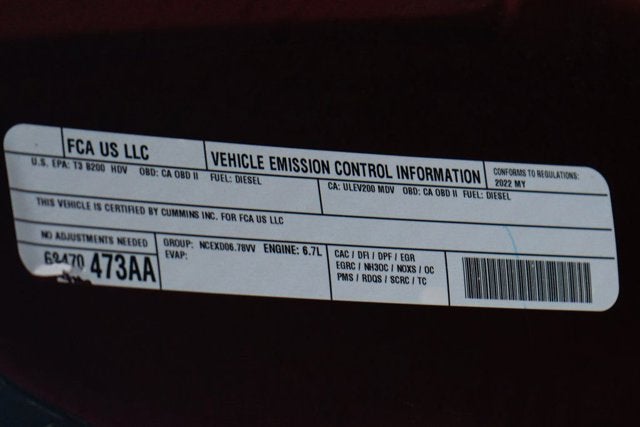 FCA US LLC
VEHICLE EMISSION CONTROL INFORMATION
CONFORMS TO REGULATIONS:
2022 MY
U.S. EPA: T3 B200 HDV OBD: CA OBD II FUEL: DIESEL
CA: ULEV200 MDV OBD: CA OBD II FUEL: DIESEL
THIS VEHICLE IS CERTIFIED BY CUMMINS INC. FOR FCA US LLC
NO ADJUSTMENTS NEEDED
68470 473AA
GROUP: NCEXD06.78VV ENGINE: 6.7L
EVAP:
CAC / DFI / DPF / EGR
EGRC / NH3OC / NOXS / OC
PMS / RDQS / SCRC / TC